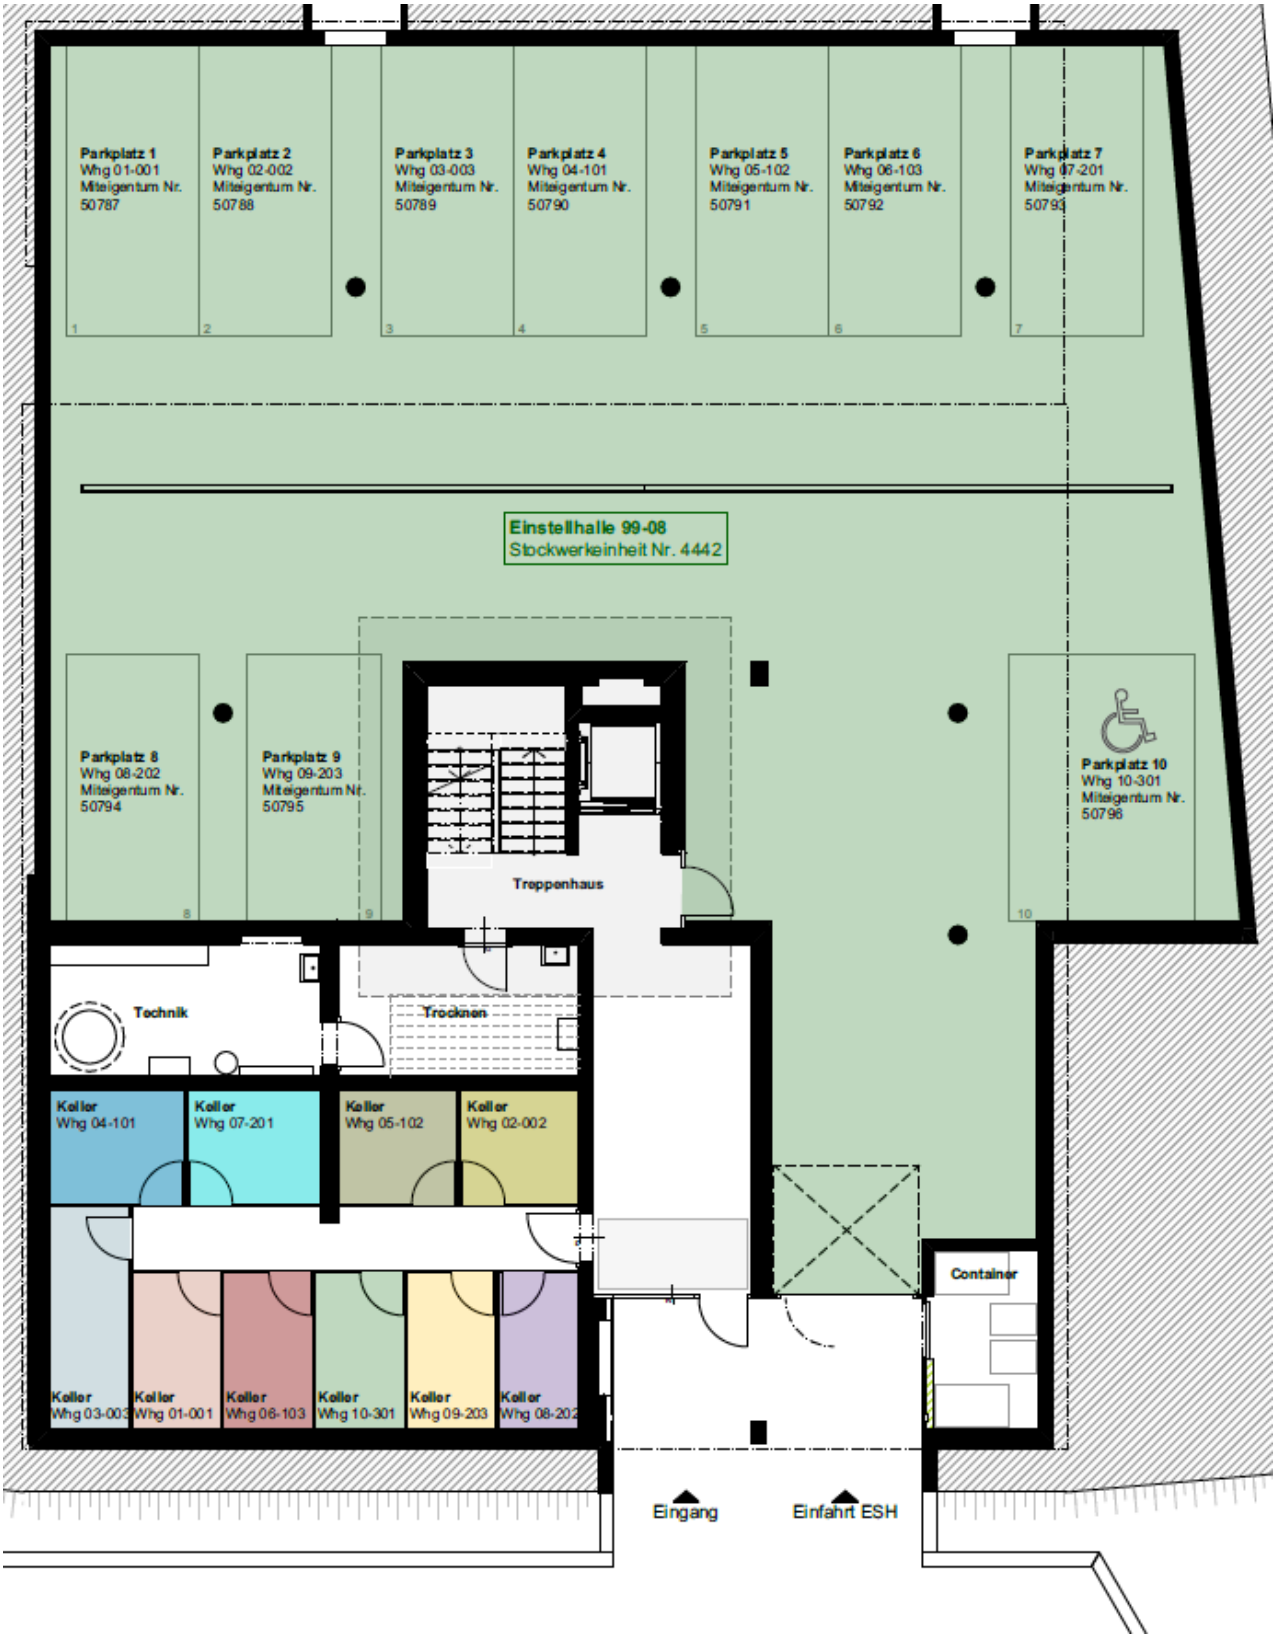 Parkplatz 1
Whg 01-001
Miteigentum Nr.
50787
1
Parkplatz 2
Whg 02-002
Miteigentum Nr.
50788
2
Parkplatz 3
Whg 03-003
Miteigentum Nr.
50789
3
Parkplatz 4
Whg 04-101
Miteigentum Nr.
50790
4
Parkplatz 5
Whg 05-102
Miteigentum Nr.
50791
5
Parkplatz 6
Whg 06-103
Miteigentum Nr.
50792
6
Parkplatz 7
Whg 07-201
Miteigentum Nr.
50793
7
Einstellhalle 99-08
Stockwerkeinheit Nr. 4442
Parkplatz 8
Whg 08-202
Miteigentum Nr.
50794
8
Parkplatz 9
Whg 09-203
Miteigentum Nr.
50795
9
Parkplatz 10
Whg 10-301
Miteigentum Nr.
50796
10
Treppenhaus
Technik
Trocknen
Keller
Whg 04-101
Keller
Whg 07-201
Keller
Whg 05-102
Keller
Whg 02-002
Keller
Whg 03-003
Keller
Whg 01-001
Keller
Whg 06-103
Keller
Whg 10-301
Keller
Whg 09-203
Keller
Whg 08-202
Container
Eingang
Einfahrt ESH